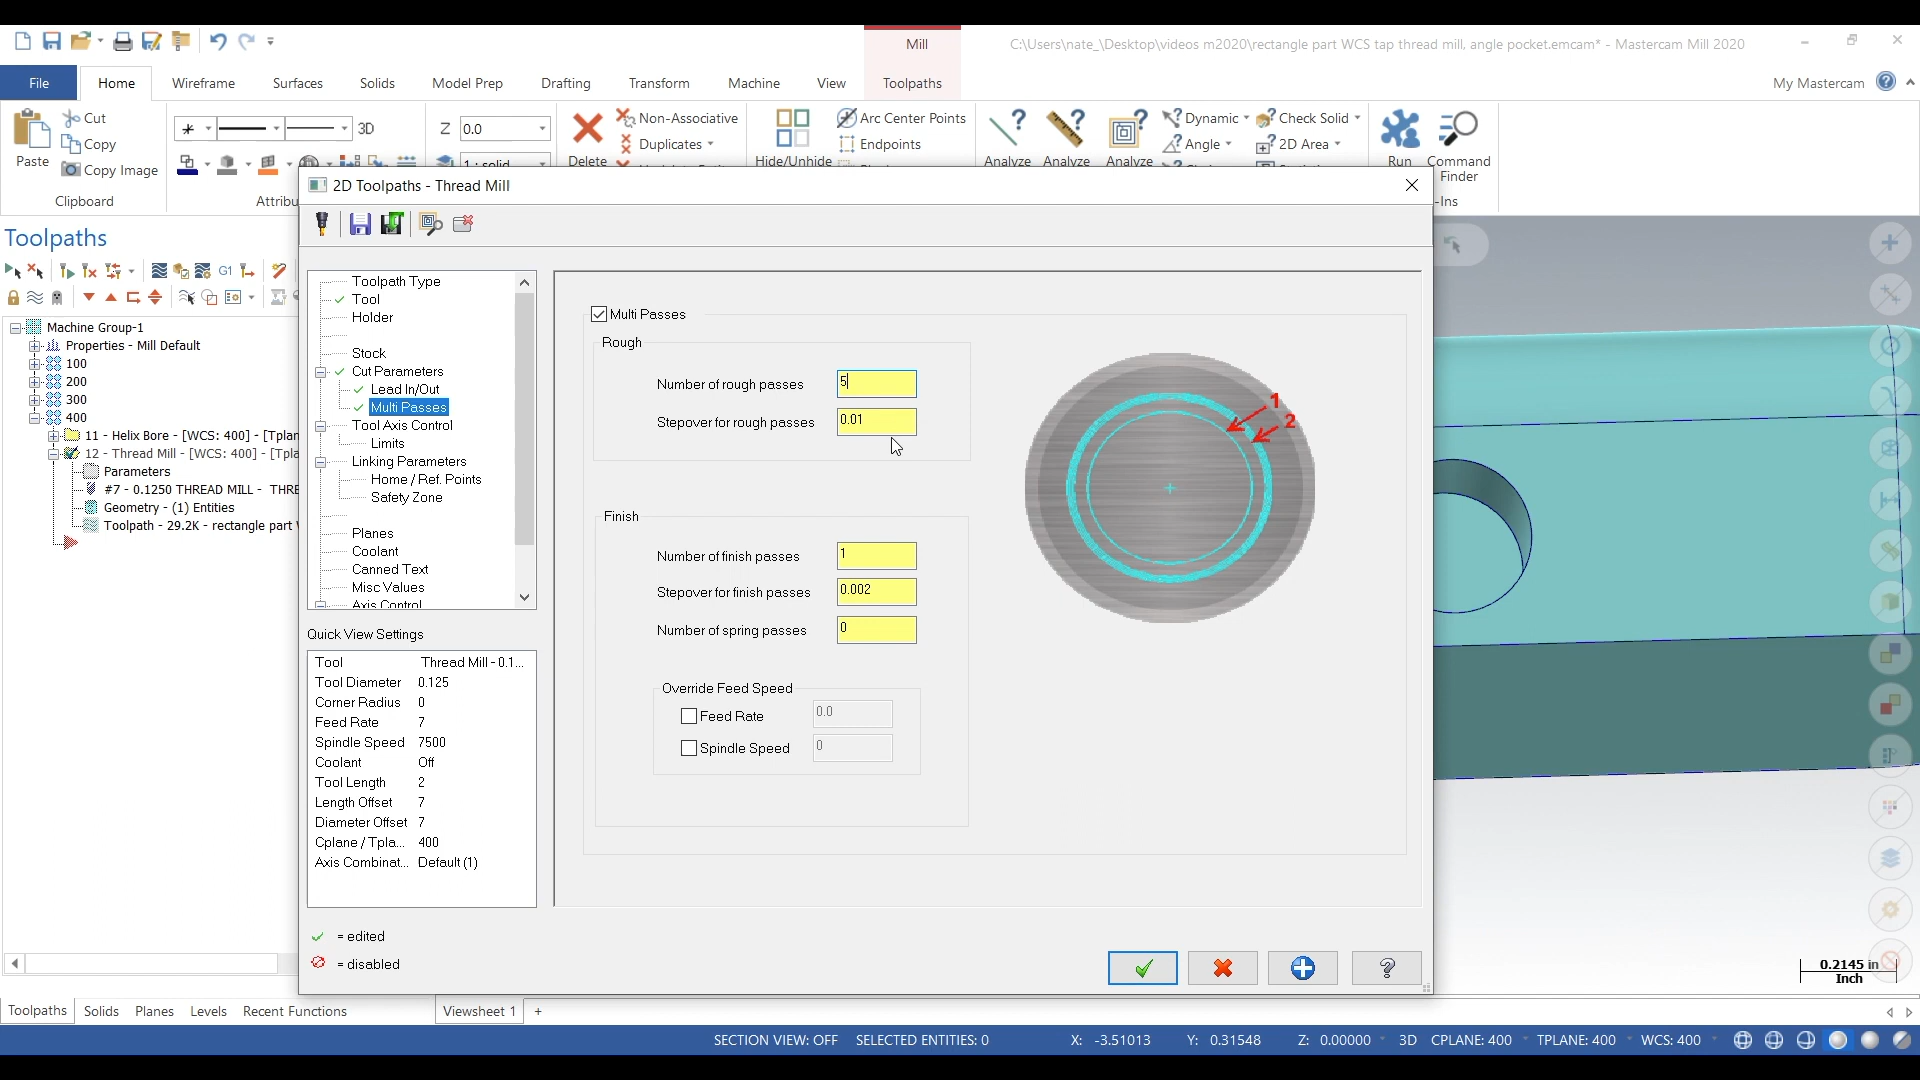 Mill
C:\Users\nate_\Desktop\videos m2020\rectangle part WCS tap thread mill, angle pocket.emcam* - Mastercam Mill 2020
File
Home
Wireframe
Surfaces
Solids
Model Prep
Drafting
Transform
Machine
View
Toolpaths
My Mastercam
Paste
Cut
Copy
Copy Image
Clipboard
3D
Z 0.0
1 : solid
Delete
Non-Associative
Duplicates
Hide/Unhide
Arc Center Points
Endpoints
Analyze
Analyze
Analyze
Dynamic
Angle
Check Solid
2D Area
Run
Command
Finder
Attribu
-Ins
2D Toolpaths - Thread Mill
Toolpaths
G1
Machine Group-1
Properties - Mill Default
100
200
300
400
11 - Helix Bore - [WCS: 400] - [Tplan
12 - Thread Mill - [WCS: 400] - [Tpla
Parameters
#7 - 0.1250 THREAD MILL - THRE
Geometry - (1) Entities
Toolpath - 29.2K - rectangle part
Toolpath Type
Tool
Holder
Stock
Cut Parameters
Lead In/Out
Multi Passes
Tool Axis Control
Limits
Linking Parameters
Home / Ref. Points
Safety Zone
Planes
Coolant
Canned Text
Misc Values
Axis Control
Quick View Settings
Tool Thread Mill - 0.1...
Tool Diameter 0.125
Corner Radius 0
Feed Rate 7
Spindle Speed 7500
Coolant Off
Tool Length 2
Length Offset 7
Diameter Offset 7
Cplane / Tpla... 400
Axis Combinat... Default (1)
= edited
= disabled
Multi Passes
Rough
Number of rough passes 5
Stepover for rough passes 0.01
Finish
Number of finish passes 1
Stepover for finish passes 0.002
Number of spring passes 0
Override Feed Speed
Feed Rate 0.0
Spindle Speed 0
1
2
0.2145 in
Inch
Toolpaths
Solids
Planes
Levels
Recent Functions
Viewsheet 1
+
SECTION VIEW: OFF SELECTED ENTITIES: 0 X: -3.51013 Y: 0.31548 Z: 0.00000 3D CPLANE: 400 TPLANE: 400 WCS: 400